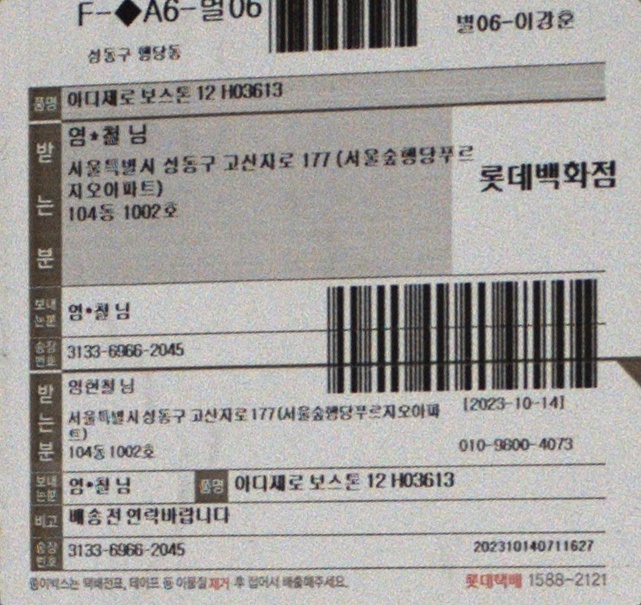 F-◆A6-별06
별06-이강훈
성동구 행당동
품명 아디제로 보스톤 12 H03613
받는분 염*철 님
서울특별시 성동구 고산자로 177 (서울숲행당푸르
지오아파트)
104동 1002호
롯데백화점
보내는분 염*철 님
송장번호 3133-6966-2045
받는분 염현철 님
서울특별시 성동구 고산자로177(서울숲행당푸르지오아파
트)
104동 1002호
[2023-10-14]
010-9800-4073
보내는분 염*철 님 품명 아디제로 보스톤 12 H03613
비고 배송 전 연락바랍니다
송장번호 3133-6966-2045 202310140711627
종이박스는 택배전표, 테이프 등 이물질 제거 후 접어서 배출해주세요. 롯데택배 1588-2121